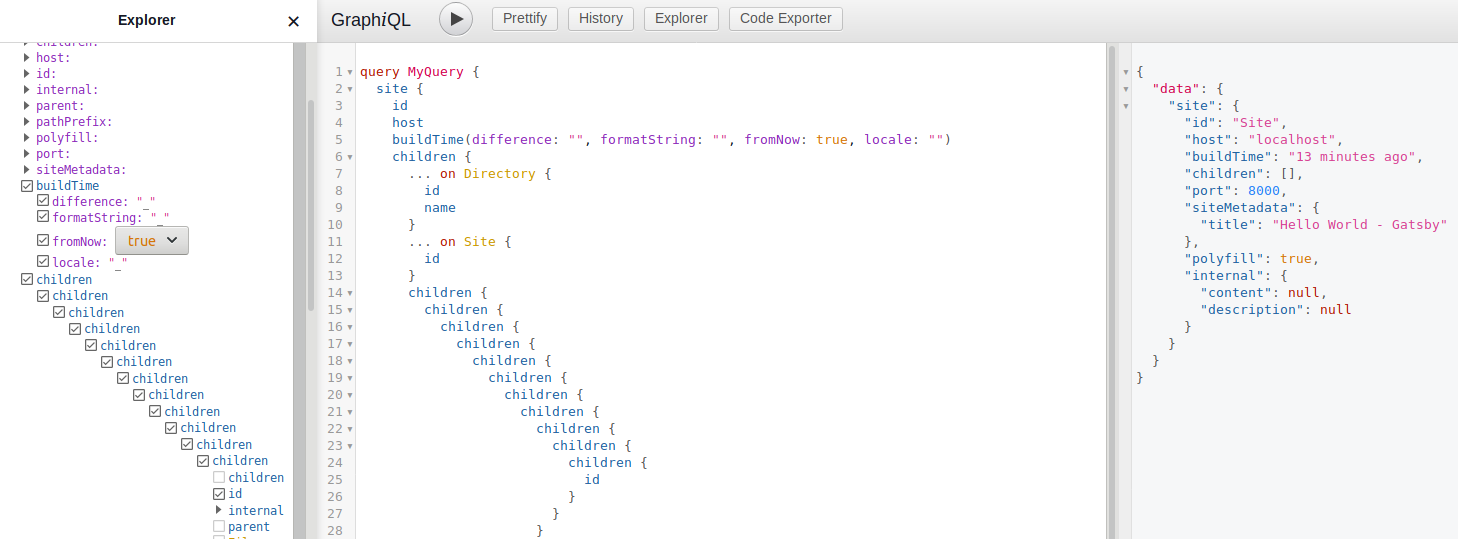 Explorer
×
GraphiQL
Prettify
History
Explorer
Code Exporter
children:
host:
id:
internal:
parent:
pathPrefix:
polyfill:
port:
siteMetadata:
buildTime
difference: "_"
formatString: "_"
fromNow: true
locale: "_"
children
children
children
children
children
children
children
children
children
children
children
children
children
id
internal
parent
1 query MyQuery {
2 site {
3 id
4 host
5 buildTime(difference: "", formatString: "", fromNow: true, locale: "")
6 children {
7 ... on Directory {
8 id
9 name
10 }
11 ... on Site {
12 id
13 }
14 children {
15 children {
16 children {
17 children {
18 children {
19 children {
20 children {
21 children {
22 children {
23 children {
24 children {
25 id
26 }
27 }
28 }
{
"data": {
"site": {
"id": "Site",
"host": "localhost",
"buildTime": "13 minutes ago",
"children": [],
"port": 8000,
"siteMetadata": {
"title": "Hello World - Gatsby"
},
"polyfill": true,
"internal": {
"content": null,
"description": null
}
}
}
}